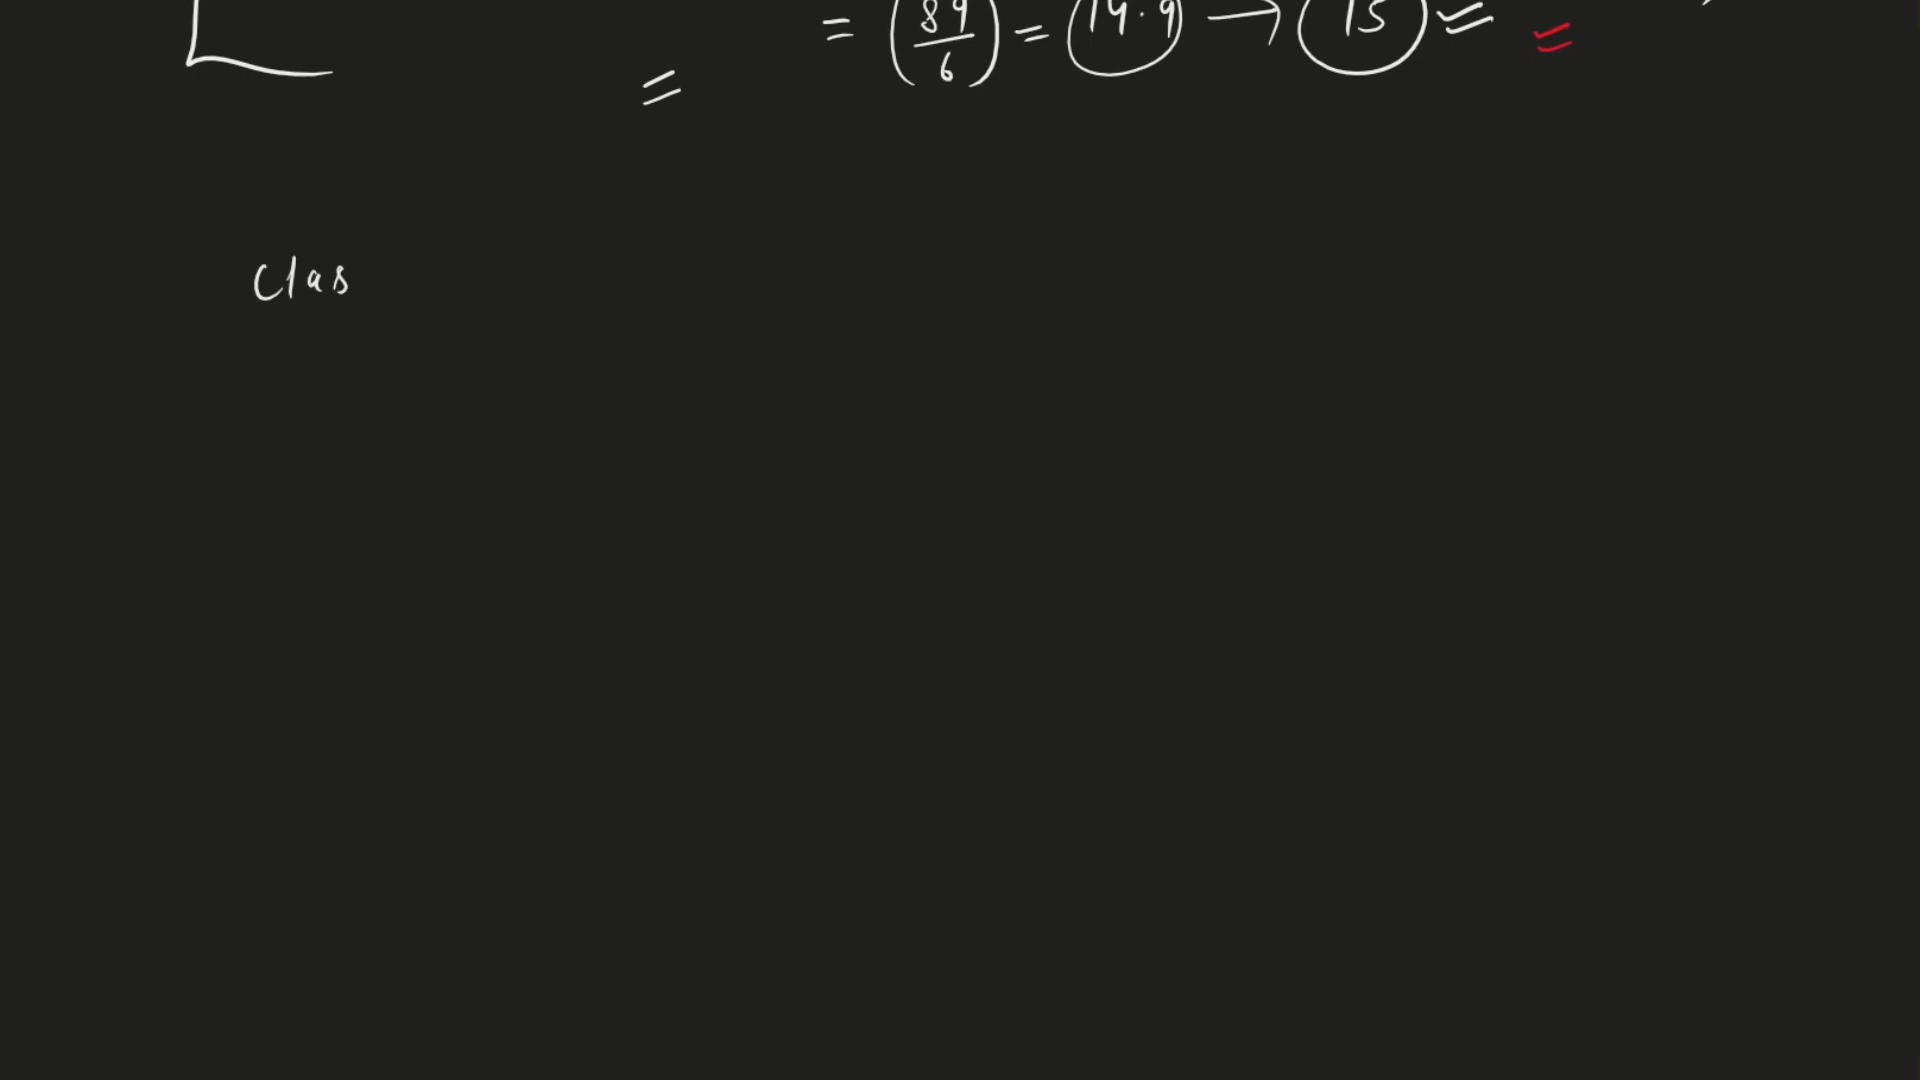 = (89/6) = 14.9 → 15
=
Clas